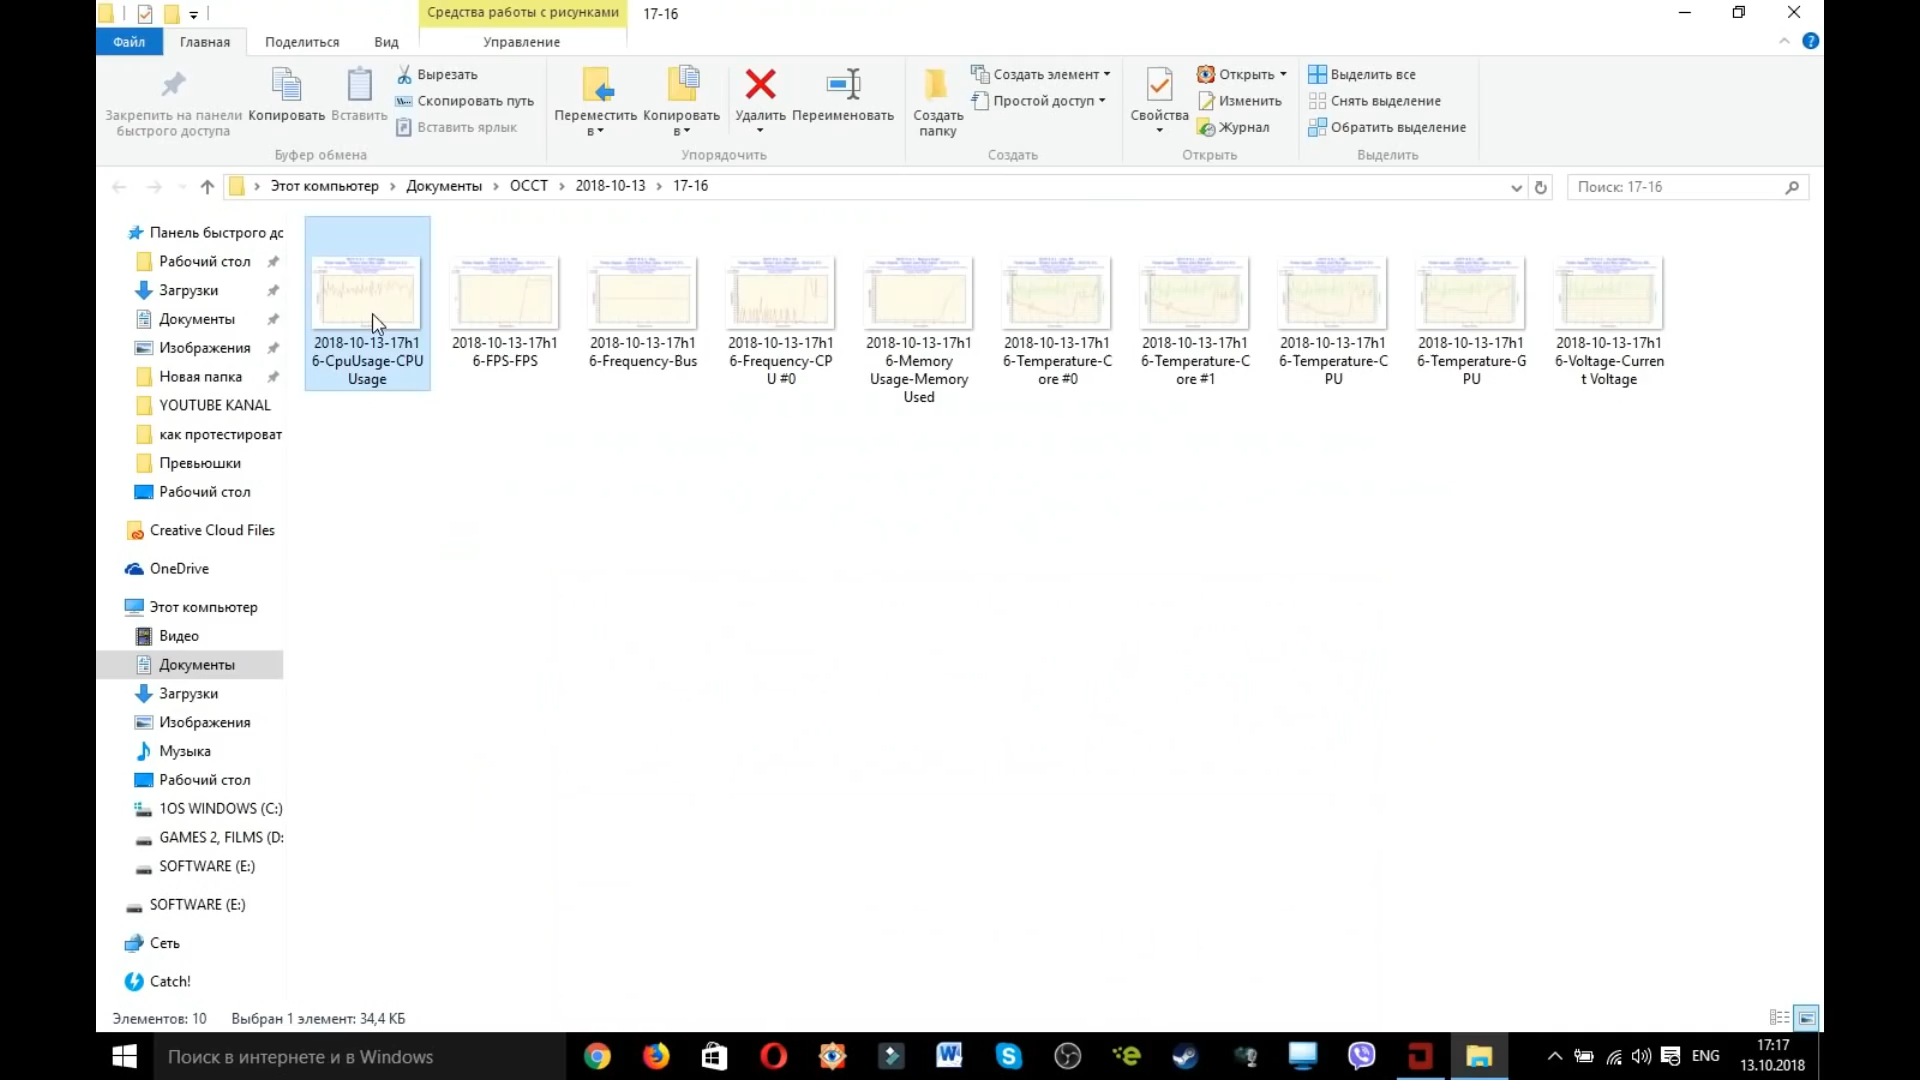 Средства работы с рисунками
17-16
Файл
Главная
Поделиться
Вид
Управление
Закрепить на панели
быстрого доступа
Копировать
Вставить
Вырезать
Скопировать путь
Вставить ярлык
Буфер обмена
Переместить
в
Копировать
в
Удалить
Переименовать
Упорядочить
Создать
папку
Создать элемент
Простой доступ
Создать
Свойства
Открыть
Изменить
Журнал
Открыть
Выделить все
Снять выделение
Обратить выделение
Выделить
Этот компьютер
Документы
OCCT
2018-10-13
17-16
Поиск: 17-16
Панель быстрого дс
Рабочий стол
Загрузки
Документы
Изображения
Новая папка
YOUTUBE KANAL
как протестироват
Превьюшки
Рабочий стол
Creative Cloud Files
OneDrive
Этот компьютер
Видео
Документы
Загрузки
Изображения
Музыка
Рабочий стол
1OS WINDOWS (C:)
GAMES 2, FILMS (D:
SOFTWARE (E:)
SOFTWARE (E:)
Сеть
Catch!
2018-10-13-17h1
6-CpuUsage-CPU
Usage
2018-10-13-17h1
6-FPS-FPS
2018-10-13-17h1
6-Frequency-Bus
2018-10-13-17h1
6-Frequency-CP
U #0
2018-10-13-17h1
6-Memory
Usage-Memory
Used
2018-10-13-17h1
6-Temperature-C
ore #0
2018-10-13-17h1
6-Temperature-C
ore #1
2018-10-13-17h1
6-Temperature-C
PU
2018-10-13-17h1
6-Temperature-G
PU
2018-10-13-17h1
6-Voltage-Curren
t Voltage
Элементов: 10
Выбран 1 элемент: 34,4 КБ
Поиск в интернете и в Windows
ENG
17:17
13.10.2018